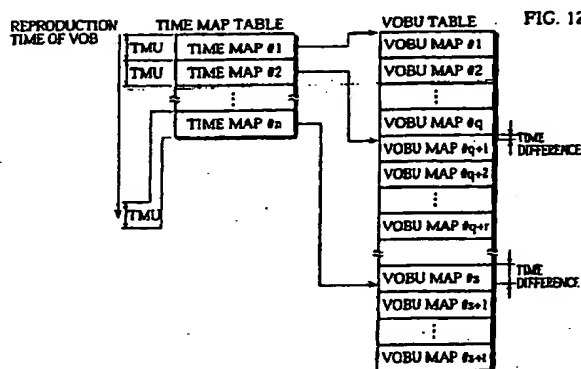 FIG. 12
REPRODUCTION
TIME OF VOB
TIME MAP TABLE
TMU
TIME MAP #1
TMU
TIME MAP #2
⋮
TIME MAP #n
TMU
VOBU TABLE
VOBU MAP #1
VOBU MAP #2
⋮
VOBU MAP #q
VOBU MAP #q+1
VOBU MAP #q+2
⋮
VOBU MAP #q+r
VOBU MAP #s
VOBU MAP #s+1
⋮
VOBU MAP #s+t
TIME
DIFFERENCE
TIME
DIFFERENCE